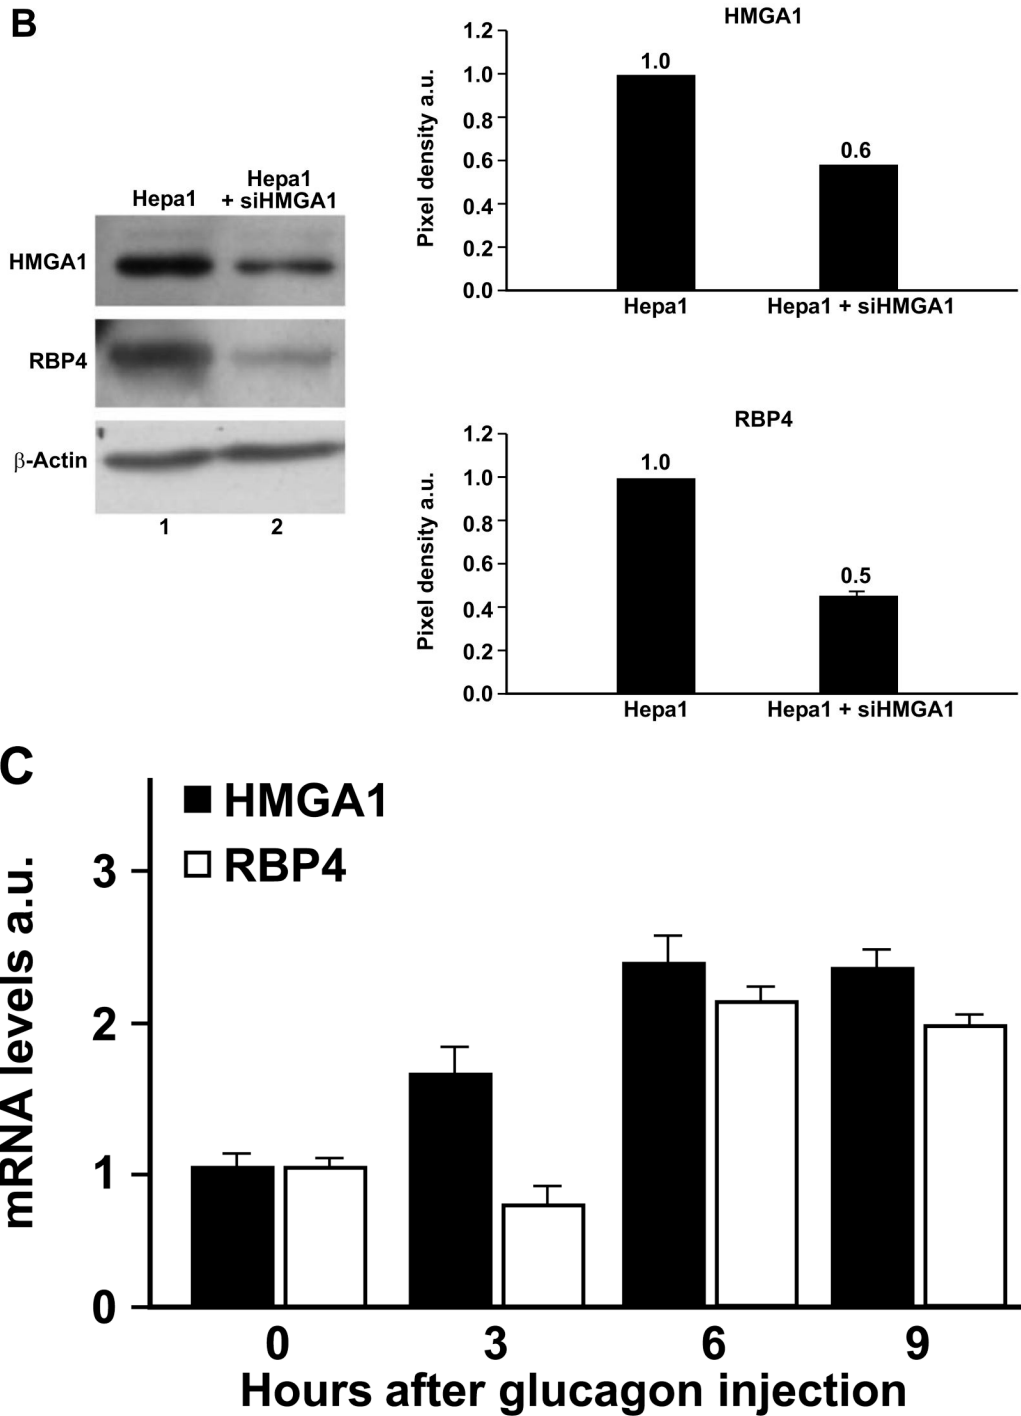 B
Hepa1
Hepa1
+ siHMGA1
HMGA1
RBP4
β-Actin
1
2
HMGA1
Pixel density a.u.
1.2
1.0
0.8
0.6
0.4
0.2
0.0
1.0
0.6
Hepa1
Hepa1 + siHMGA1
RBP4
Pixel density a.u.
1.2
1.0
0.8
0.6
0.4
0.2
0.0
1.0
0.5
Hepa1
Hepa1 + siHMGA1
C
HMGA1
RBP4
mRNA levels a.u.
3
2
1
0
0
3
6
9
Hours after glucagon injection